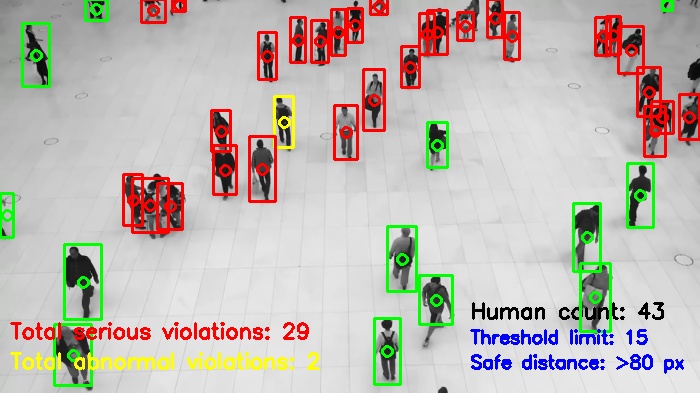 Total serious violations: 29
Total abnormal violations: 2
Human count: 43
Threshold limit: 15
Safe distance: >80 px